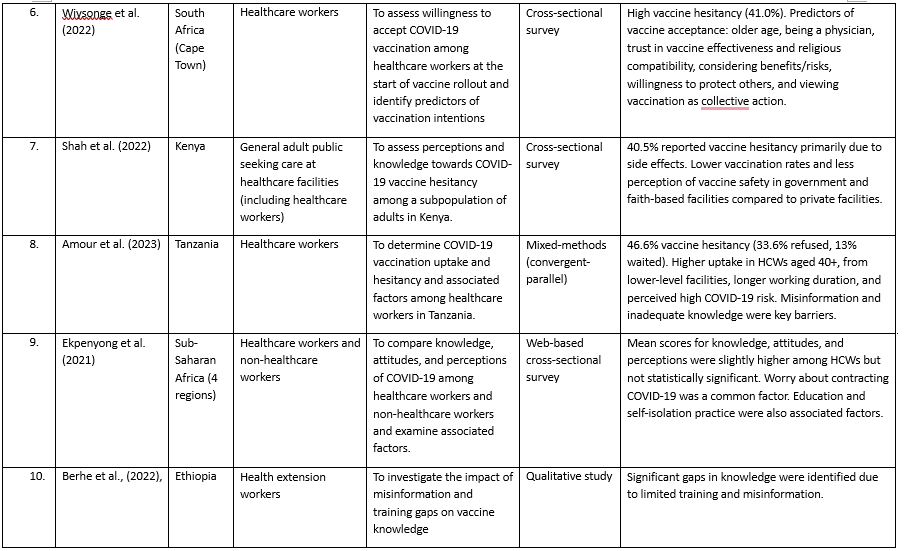 6.
Wiysonge et al.
(2022)
South
Africa
(Cape
Town)
Healthcare workers
To assess willingness to
accept COVID-19
vaccination among
healthcare workers at the
start of vaccine rollout and
identify predictors of
vaccination intentions
Cross-sectional
survey
High vaccine hesitancy (41.0%). Predictors of
vaccine acceptance: older age, being a physician,
trust in vaccine effectiveness and religious
compatibility, considering benefits/risks,
willingness to protect others, and viewing
vaccination as collective action.
7.
Shah et al. (2022)
Kenya
General adult public
seeking care at
healthcare facilities
(including healthcare
workers)
To assess perceptions and
knowledge towards COVID-
19 vaccine hesitancy
among a subpopulation of
adults in Kenya.
Cross-sectional
survey
40.5% reported vaccine hesitancy primarily due to
side effects. Lower vaccination rates and less
perception of vaccine safety in government and
faith-based facilities compared to private facilities.
8.
Amour et al. (2023)
Tanzania
Healthcare workers
To determine COVID-19
vaccination uptake and
hesitancy and associated
factors among healthcare
workers in Tanzania.
Mixed-methods
(convergent-
parallel)
46.6% vaccine hesitancy (33.6% refused, 13%
waited). Higher uptake in HCWs aged 40+, from
lower-level facilities, longer working duration, and
perceived high COVID-19 risk. Misinformation and
inadequate knowledge were key barriers.
9.
Ekpenyong et al.
(2021)
Sub-
Saharan
Africa (4
regions)
Healthcare workers and
non-healthcare
workers
To compare knowledge,
attitudes, and perceptions
of COVID-19 among
healthcare workers and
non-healthcare workers
and examine associated
factors.
Web-based
cross-sectional
survey
Mean scores for knowledge, attitudes, and
perceptions were slightly higher among HCWs but
not statistically significant. Worry about contracting
COVID-19 was a common factor. Education and
self-isolation practice were also associated factors.
10.
Berhe et al., (2022),
Ethiopia
Health extension
workers
To investigate the impact of
misinformation and
training gaps on vaccine
knowledge
Qualitative study
Significant gaps in knowledge were identified due
to limited training and misinformation.